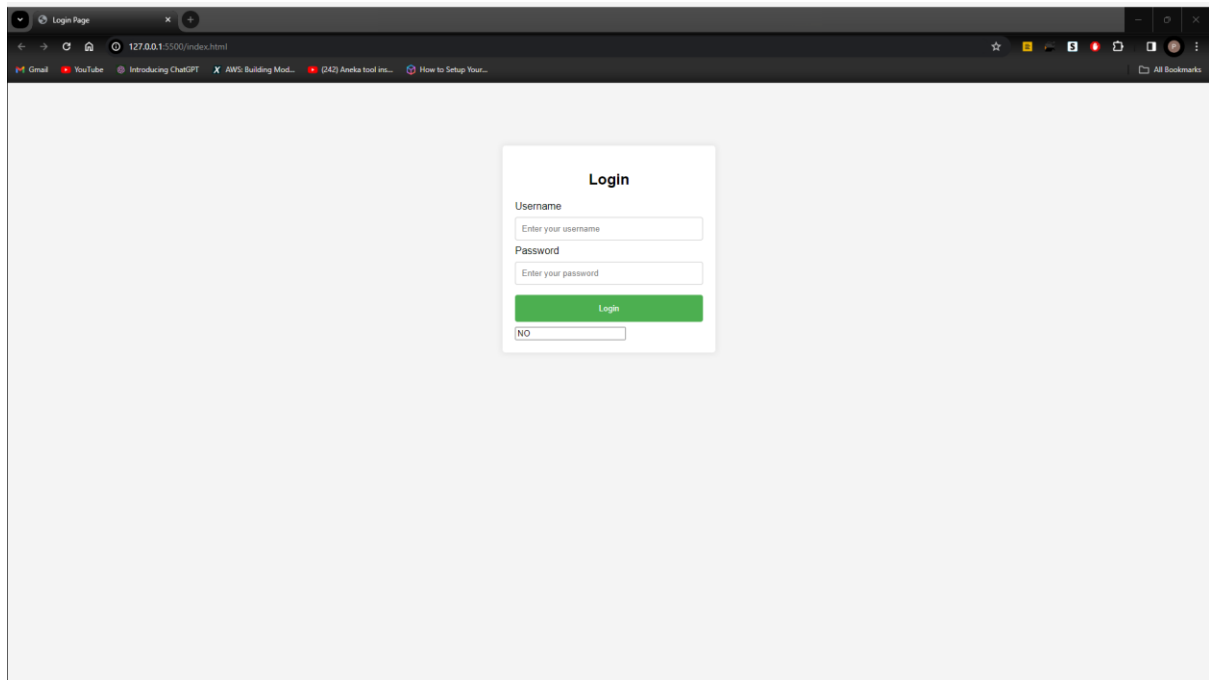 Login Page
127.0.0.1:5500/index.html
Gmail YouTube Introducing ChatGPT AWS: Building Mod... (242) Aneka tool ins... How to Setup Your... All Bookmarks
Login
Username
Enter your username
Password
Enter your password
Login
NO